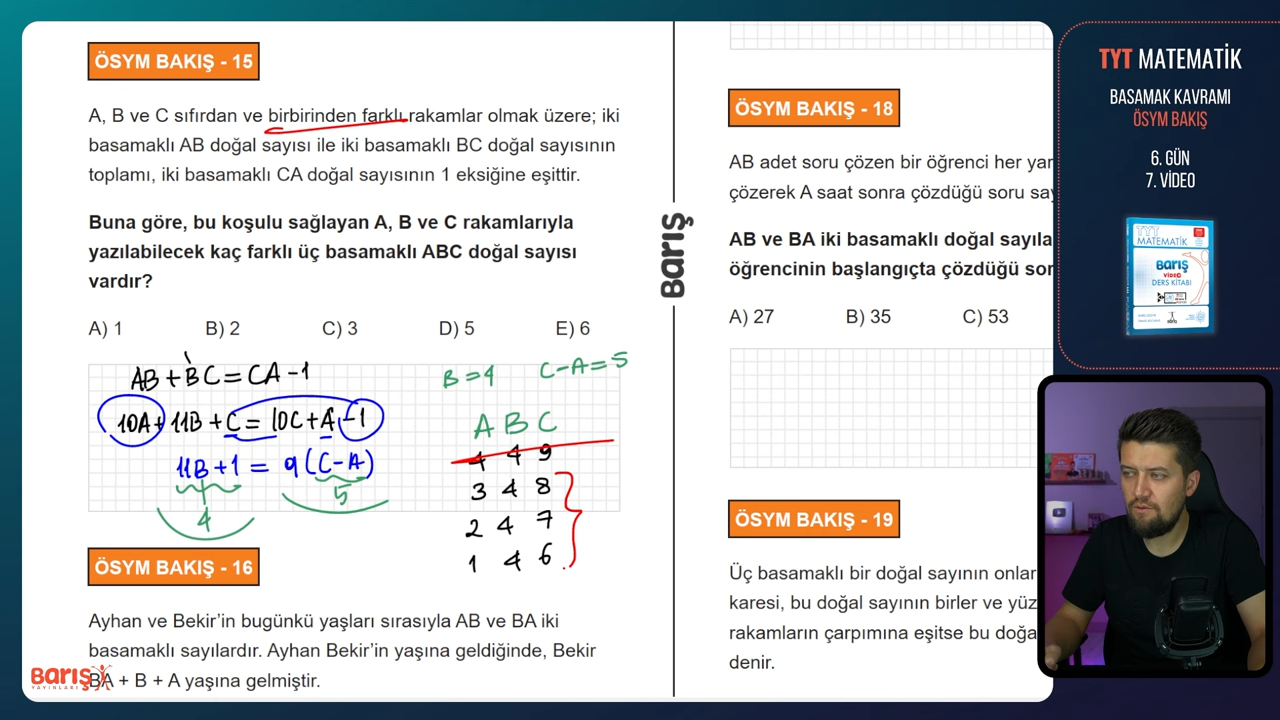 ÖSYM BAKIŞ - 15
A, B ve C sıfırdan ve birbirinden farklı rakamlar olmak üzere; iki
basamaklı AB doğal sayısı ile iki basamaklı BC doğal sayısının
toplamı, iki basamaklı CA doğal sayısının 1 eksiğine eşittir.
Buna göre, bu koşulu sağlayan A, B ve C rakamlarıyla
yazılabilecek kaç farklı üç basamaklı ABC doğal sayısı
vardır?
A) 1 B) 2 C) 3 D) 5 E) 6
AB + BC = CA - 1
10A + 11B + C = 10C + A - 1
11B + 1 = 9 (C - A)
4
5
B = 4 C - A = 5
A B C
4 4 9
3 4 8
2 4 7
1 4 6
ÖSYM BAKIŞ - 16
Ayhan ve Bekir'in bugünkü yaşları sırasıyla AB ve BA iki
basamaklı sayılardır. Ayhan Bekir'in yaşına geldiğinde, Bekir
BA + B + A yaşına gelmiştir.
BARIŞ
YAYINLARI
BARIŞ
ÖSYM BAKIŞ - 18
AB adet soru çözen bir öğrenci her yar
çözerek A saat sonra çözdüğü soru sa
AB ve BA iki basamaklı doğal sayıla
öğrencinin başlangıçta çözdüğü sor
A) 27 B) 35 C) 53
ÖSYM BAKIŞ - 19
Üç basamaklı bir doğal sayının onlar
karesi, bu doğal sayının birler ve yüz
rakamların çarpımına eşitse bu doğa
denir.
TYT MATEMATİK
BASAMAK KAVRAMI
ÖSYM BAKIŞ
6. GÜN
7. VİDEO
TYT
MATEMATİK
BARIŞ
VİDEO
DERS KİTABI